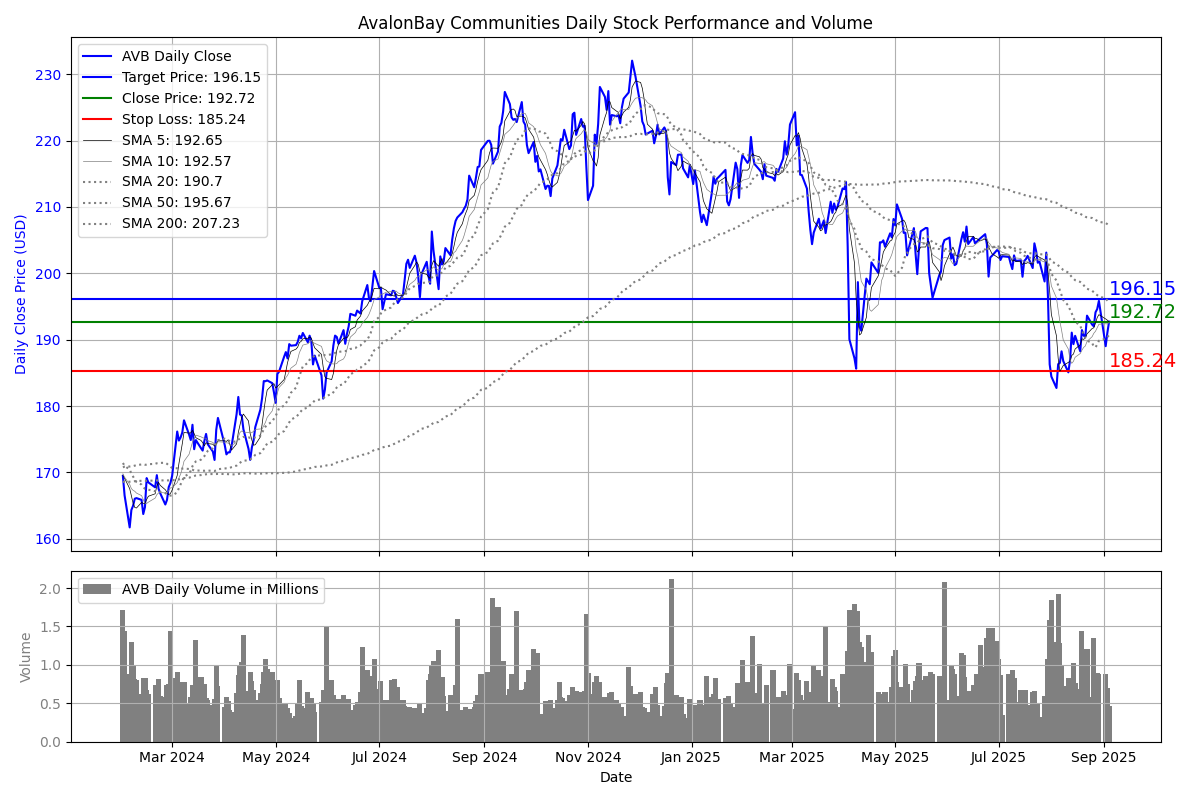 AvalonBay Communities Daily Stock Performance and Volume
AVB Daily Close
Target Price: 196.15
Close Price: 192.72
Stop Loss: 185.24
SMA 5: 192.65
SMA 10: 192.57
SMA 20: 190.7
SMA 50: 195.67
SMA 200: 207.23
Daily Close Price (USD)
230
220
210
200
190
180
170
160
196.15
192.72
185.24
AVB Daily Volume in Millions
Volume
2.0
1.5
1.0
0.5
0.0
Mar 2024 May 2024 Jul 2024 Sep 2024 Nov 2024 Jan 2025 Mar 2025 May 2025 Jul 2025 Sep 2025
Date